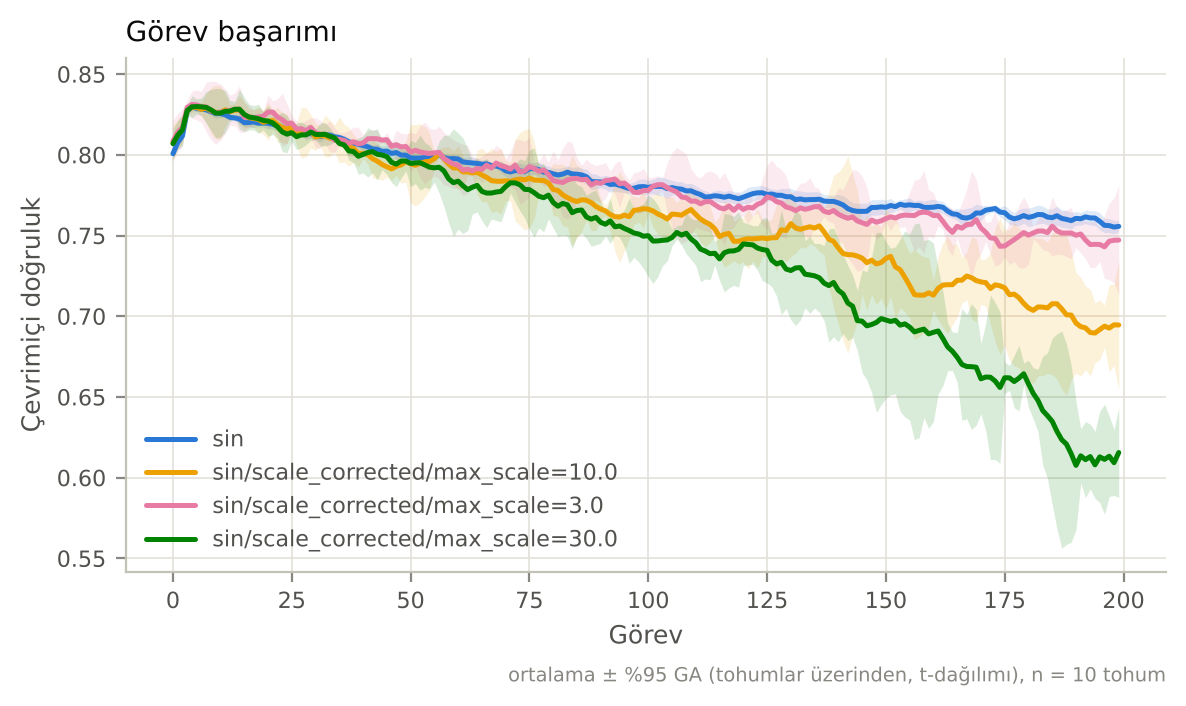 Görev başarımı
0.85
0.80
0.75
0.70
0.65
0.60
0.55
Çevrimiçi doğruluk
sin
sin/scale_corrected/max_scale=10.0
sin/scale_corrected/max_scale=3.0
sin/scale_corrected/max_scale=30.0
0 25 50 75 100 125 150 175 200
Görev
ortalama ± %95 GA (tohumlar üzerinden, t-dağılımı), n = 10 tohum